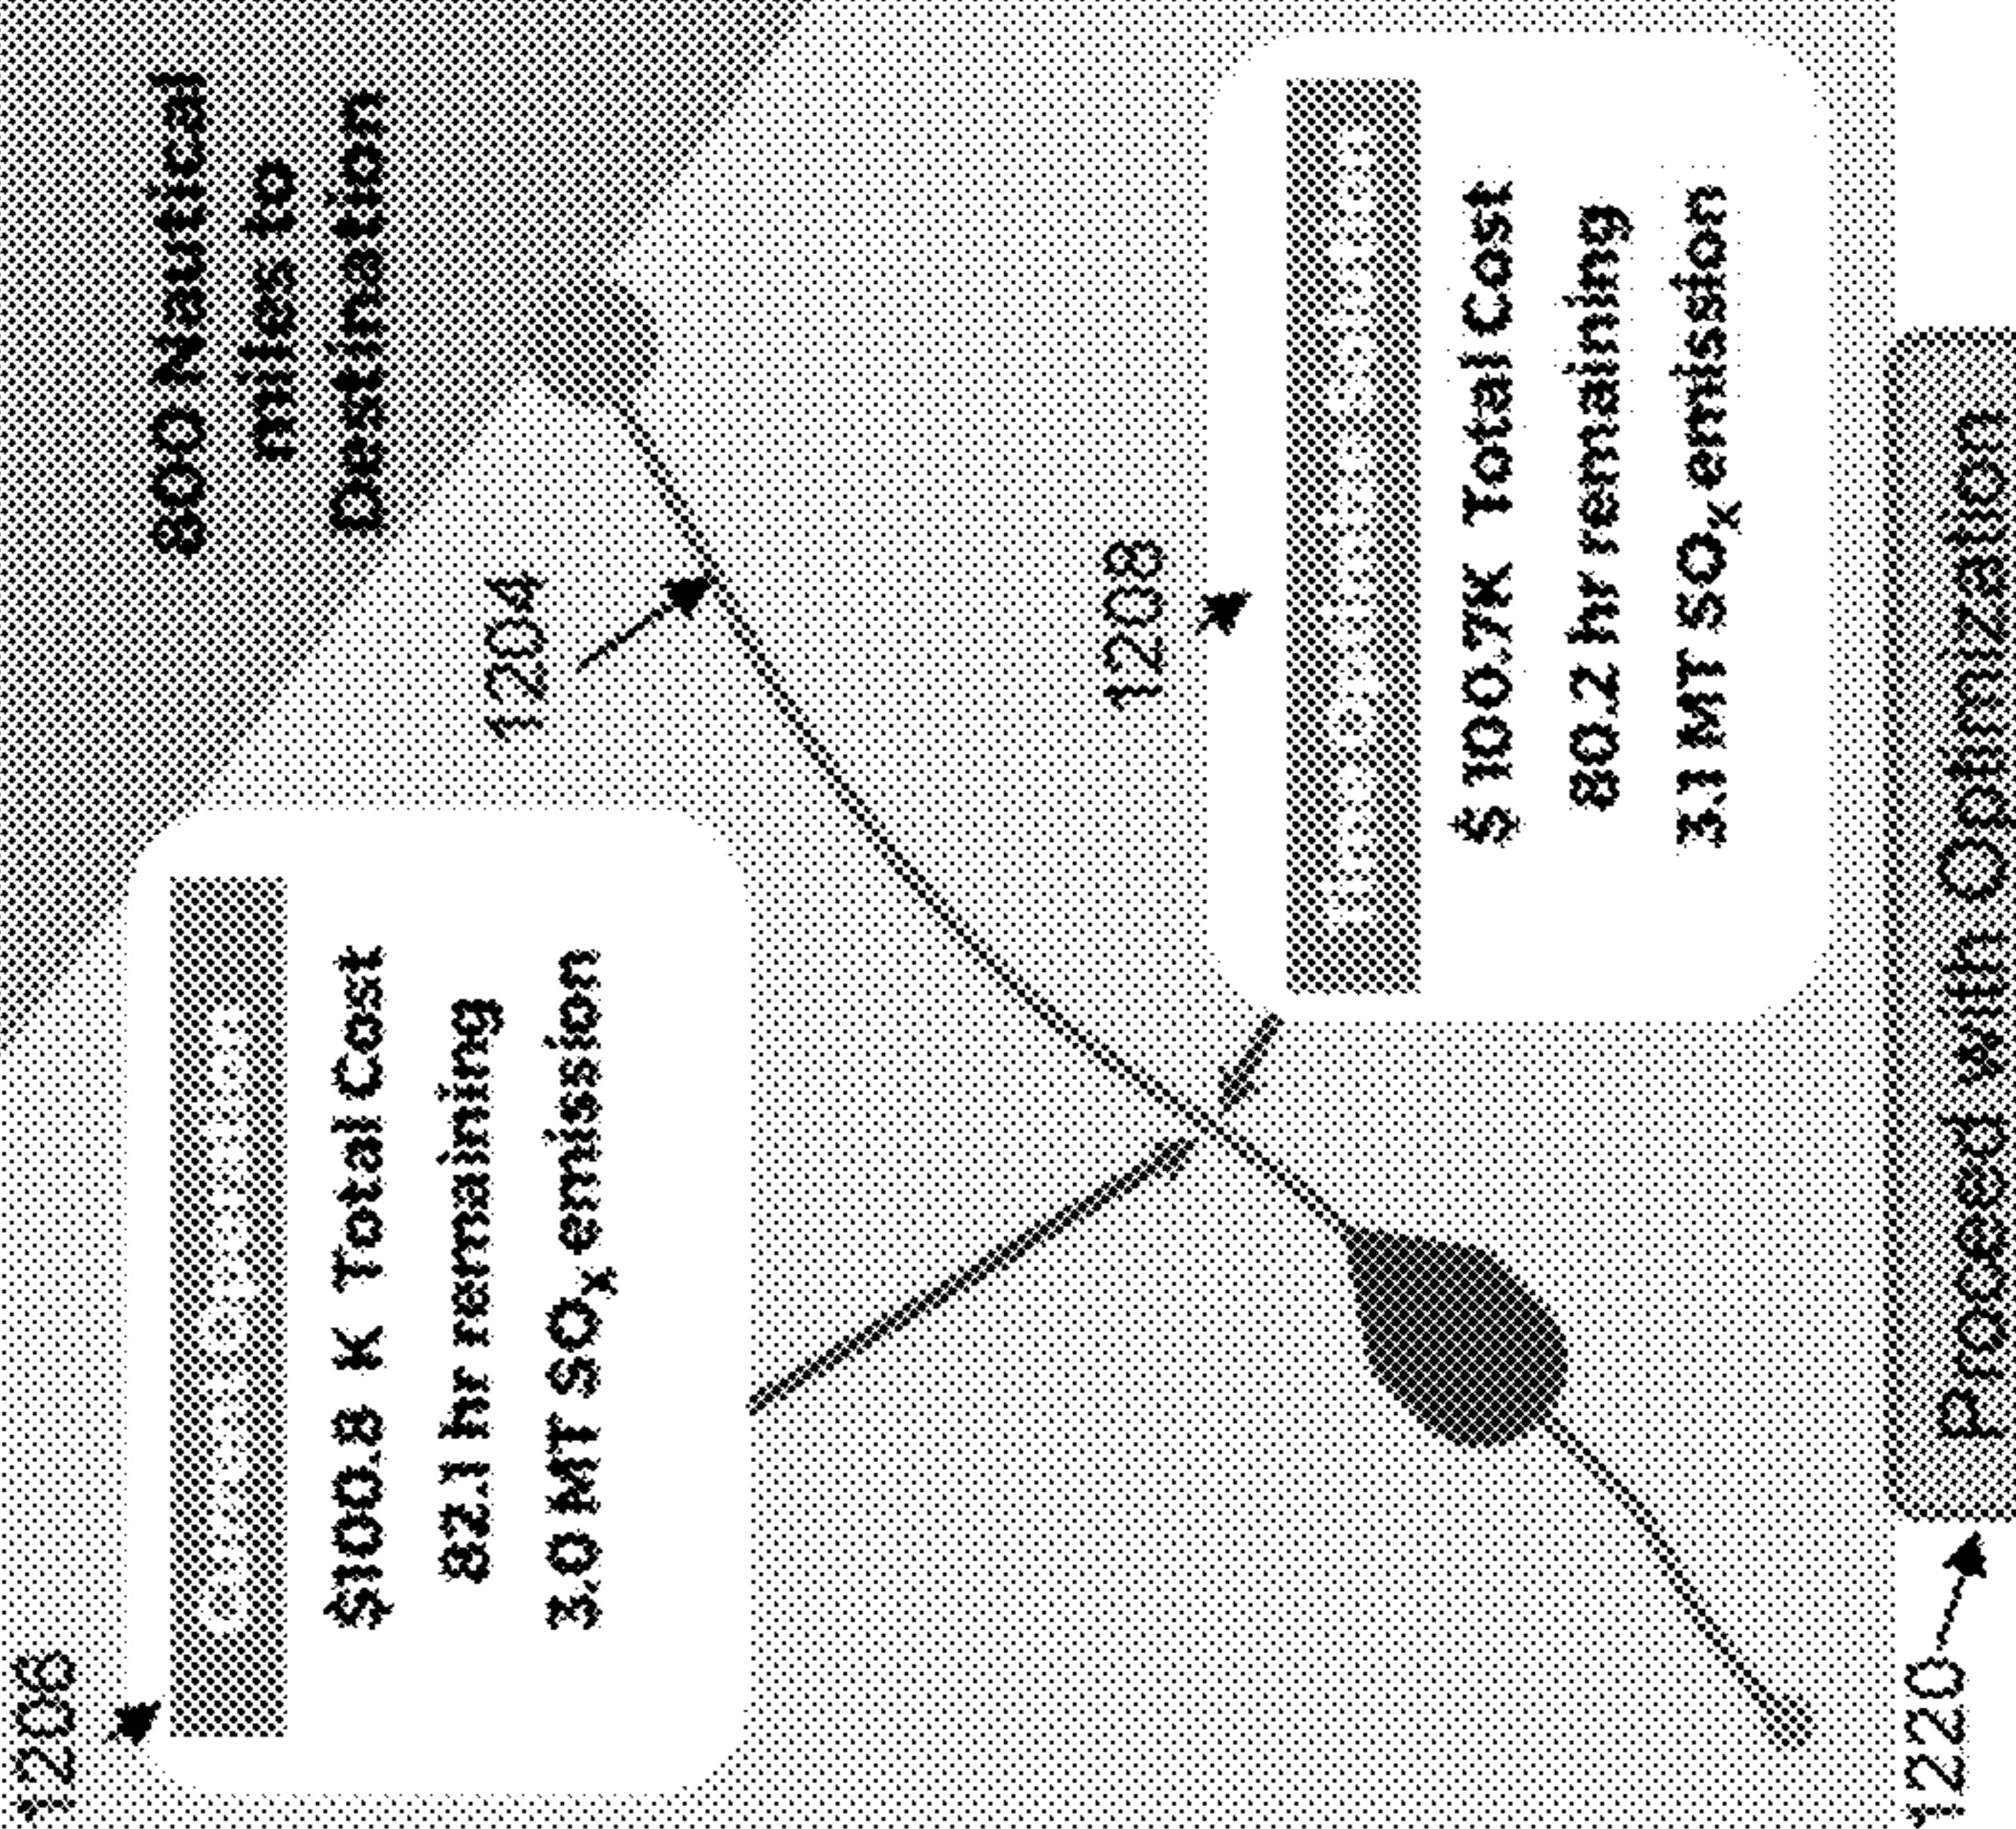 1206
Current Operation
$100.8 K Total Cost
82.1 hr remaining
3.0 MT SOₓ emission
800 Nautical
miles to
Destination
1204
1208
$ 100.7K Total Cost
80.2 hr remaining
3.1 MT SOₓ emission
1220
Proceed with Optimization